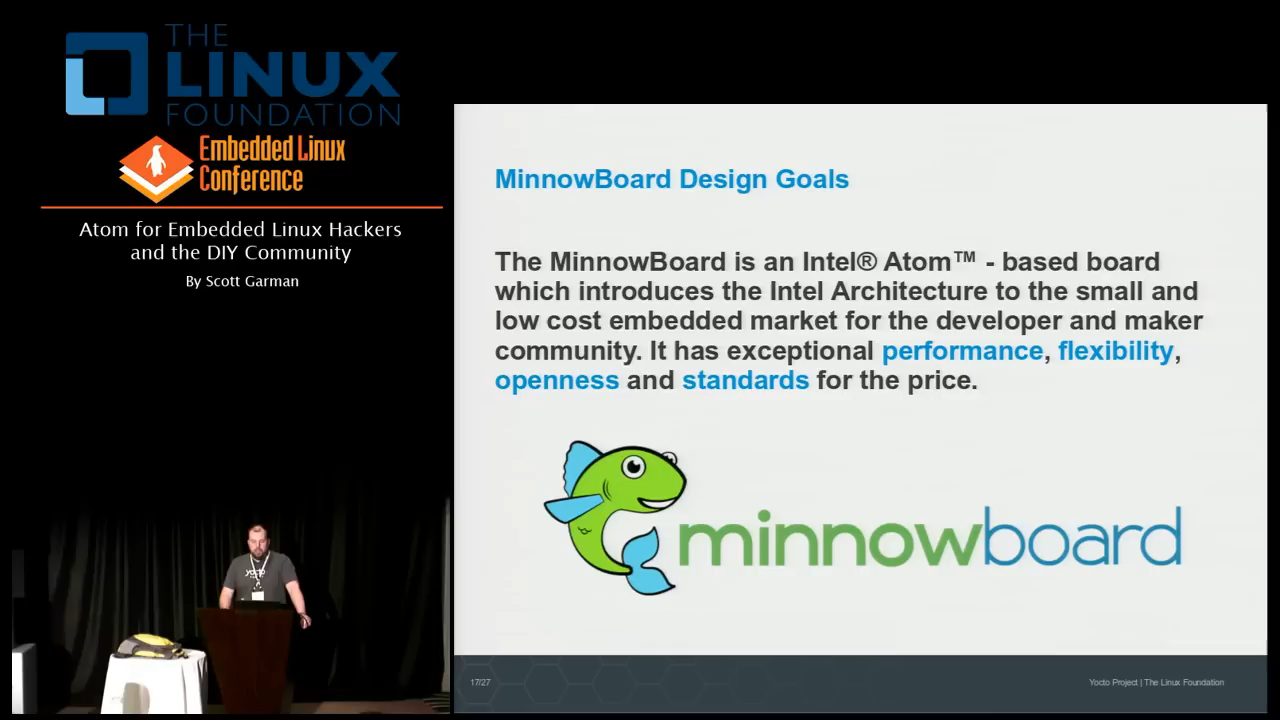 THE
LINUX
FOUNDATION
Embedded Linux
Conference
Atom for Embedded Linux Hackers
and the DIY Community
By Scott Garman
MinnowBoard Design Goals
The MinnowBoard is an Intel® Atom™ - based board
which introduces the Intel Architecture to the small and
low cost embedded market for the developer and maker
community. It has exceptional performance, flexibility,
openness and standards for the price.
minnowboard
yocto
17/27
Yocto Project | The Linux Foundation